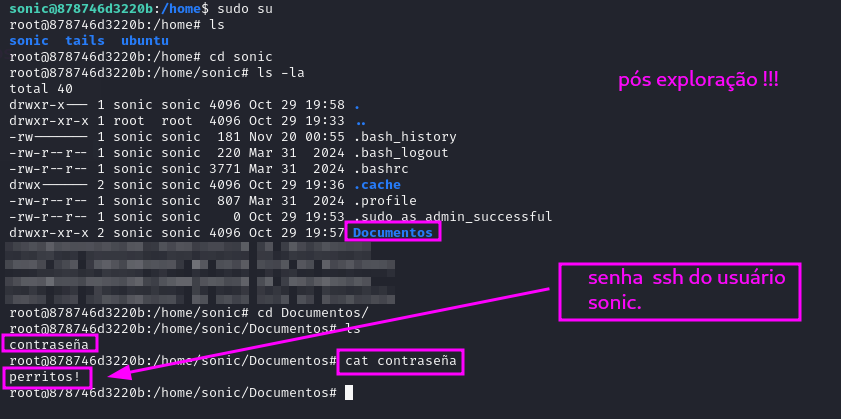 sonic@878746d3220b:/home$ sudo su
root@878746d3220b:/home# ls
sonic tails ubuntu
root@878746d3220b:/home# cd sonic
root@878746d3220b:/home/sonic# ls -la
pós exploração !!!
total 40
drwxr-x--- 1 sonic sonic 4096 Oct 29 19:58 .
drwxr-xr-x 1 root root 4096 Oct 29 19:33 ..
-rw------- 1 sonic sonic 181 Nov 20 00:55 .bash_history
-rw-r--r-- 1 sonic sonic 220 Mar 31 2024 .bash_logout
-rw-r--r-- 1 sonic sonic 3771 Mar 31 2024 .bashrc
drwx------ 2 sonic sonic 4096 Oct 29 19:36 .cache
-rw-r--r-- 1 sonic sonic 807 Mar 31 2024 .profile
-rw-r--r-- 1 sonic sonic 0 Oct 29 19:53 .sudo_as_admin_successful
drwxr-xr-x 2 sonic sonic 4096 Oct 29 19:57 Documentos
senha ssh do usuário
sonic.
root@878746d3220b:/home/sonic# cd Documentos/
root@878746d3220b:/home/sonic/Documentos# ls
contraseña
root@878746d3220b:/home/sonic/Documentos# cat contraseña
perritos!
root@878746d3220b:/home/sonic/Documentos#